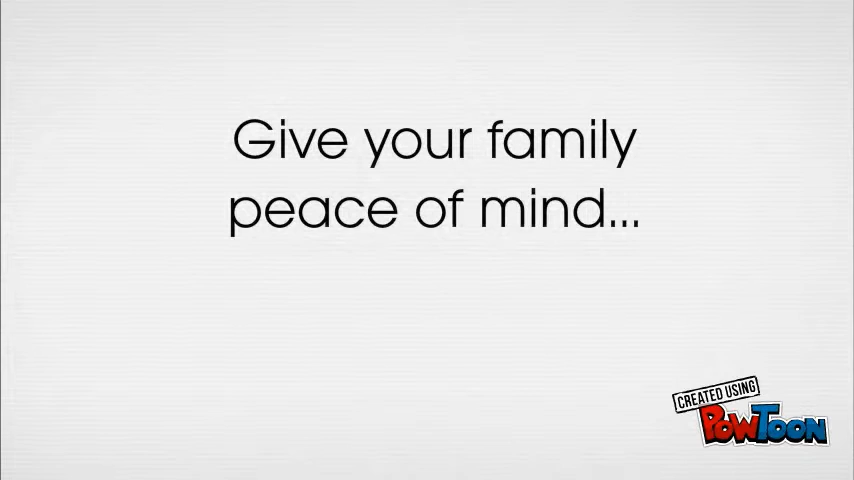 Give your family
peace of mind...
CREATED USING
POWTOON